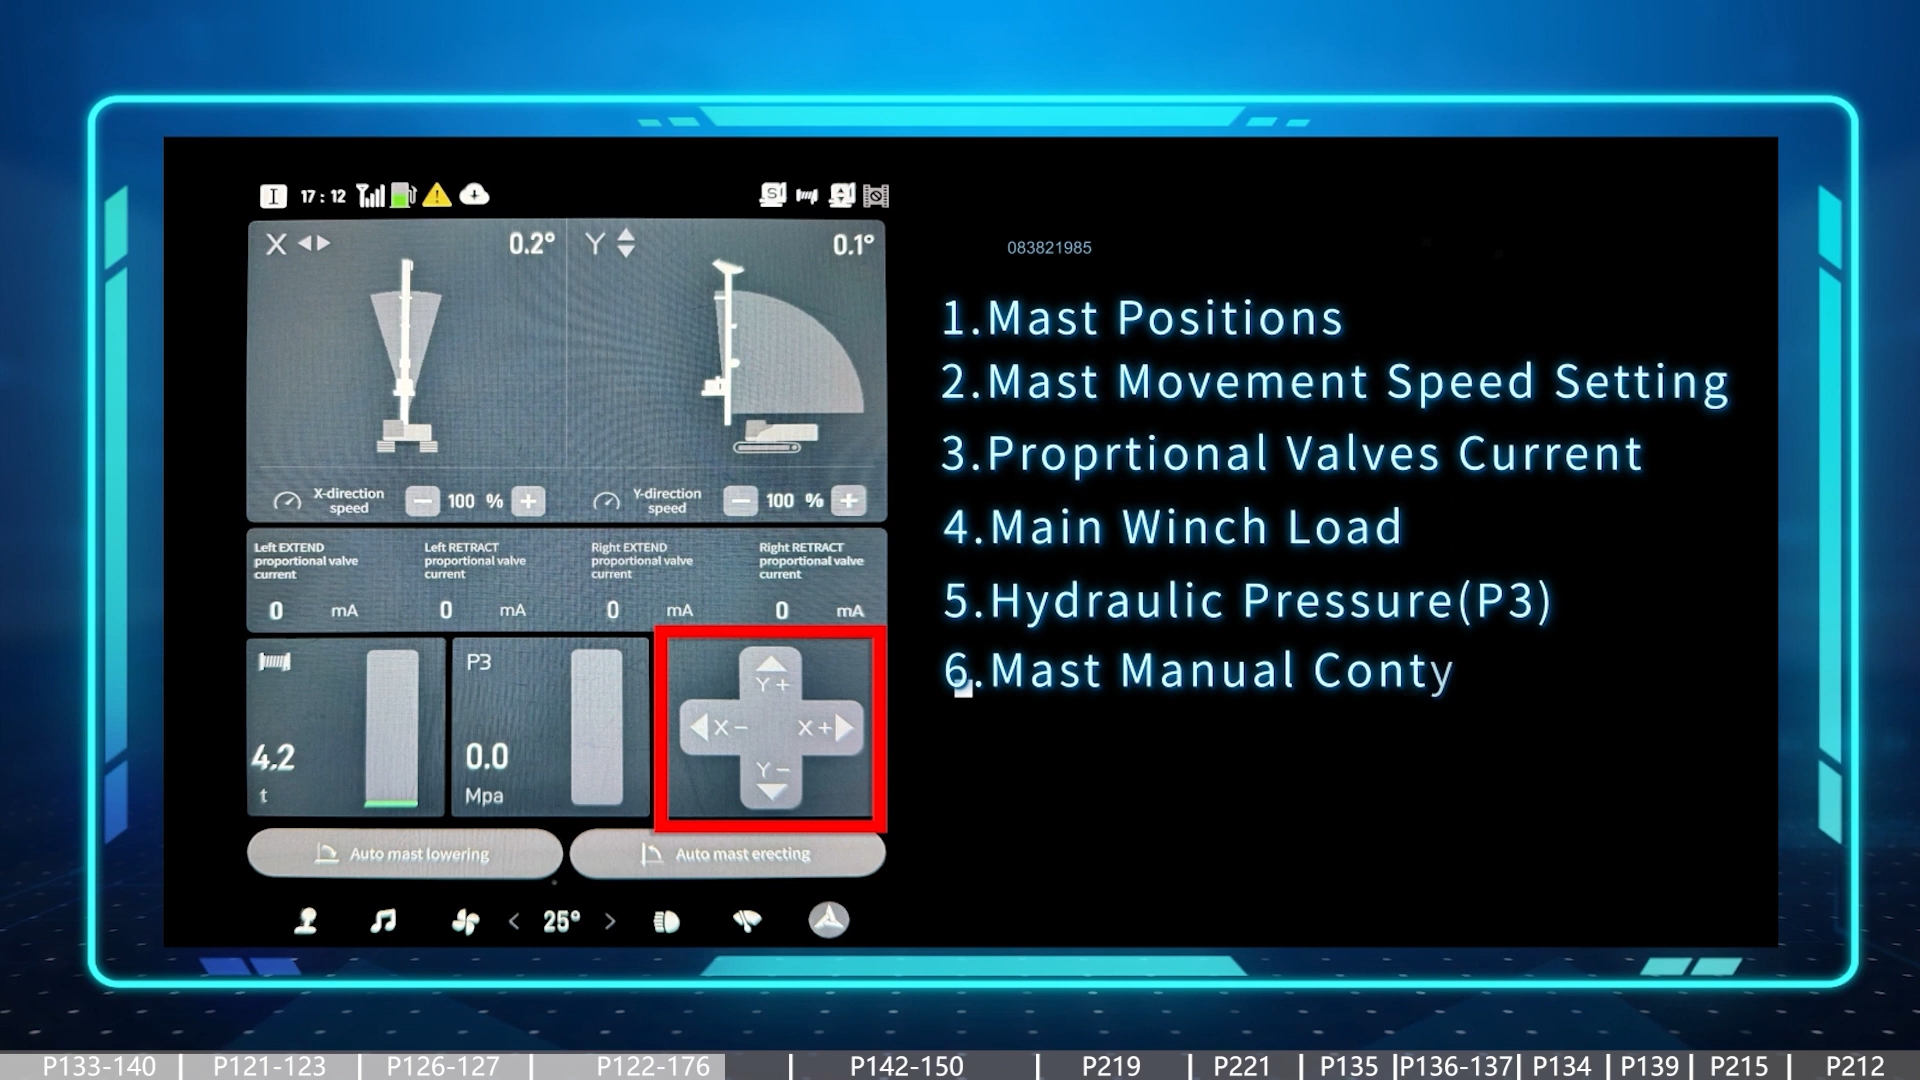 17 : 12
S1
X
0.2°
Y
0.1°
X-direction
speed
− 100 % +
Y-direction
speed
− 100 % +
Left EXTEND
proportional valve
current
0 mA
Left RETRACT
proportional valve
current
0 mA
Right EXTEND
proportional valve
current
0 mA
Right RETRACT
proportional valve
current
0 mA
4.2
t
P3
0.0
Mpa
Y +
X −
X +
Y −
Auto mast lowering
Auto mast erecting
< 25° >
083821985
1.Mast Positions
2.Mast Movement Speed Setting
3.Proprtional Valves Current
4.Main Winch Load
5.Hydraulic Pressure(P3)
6.Mast Manual Conty
P133-140 | P121-123 | P126-127 | P122-176 | P142-150 | P219 | P221 | P135 | P136-137 | P134 | P139 | P215 | P212